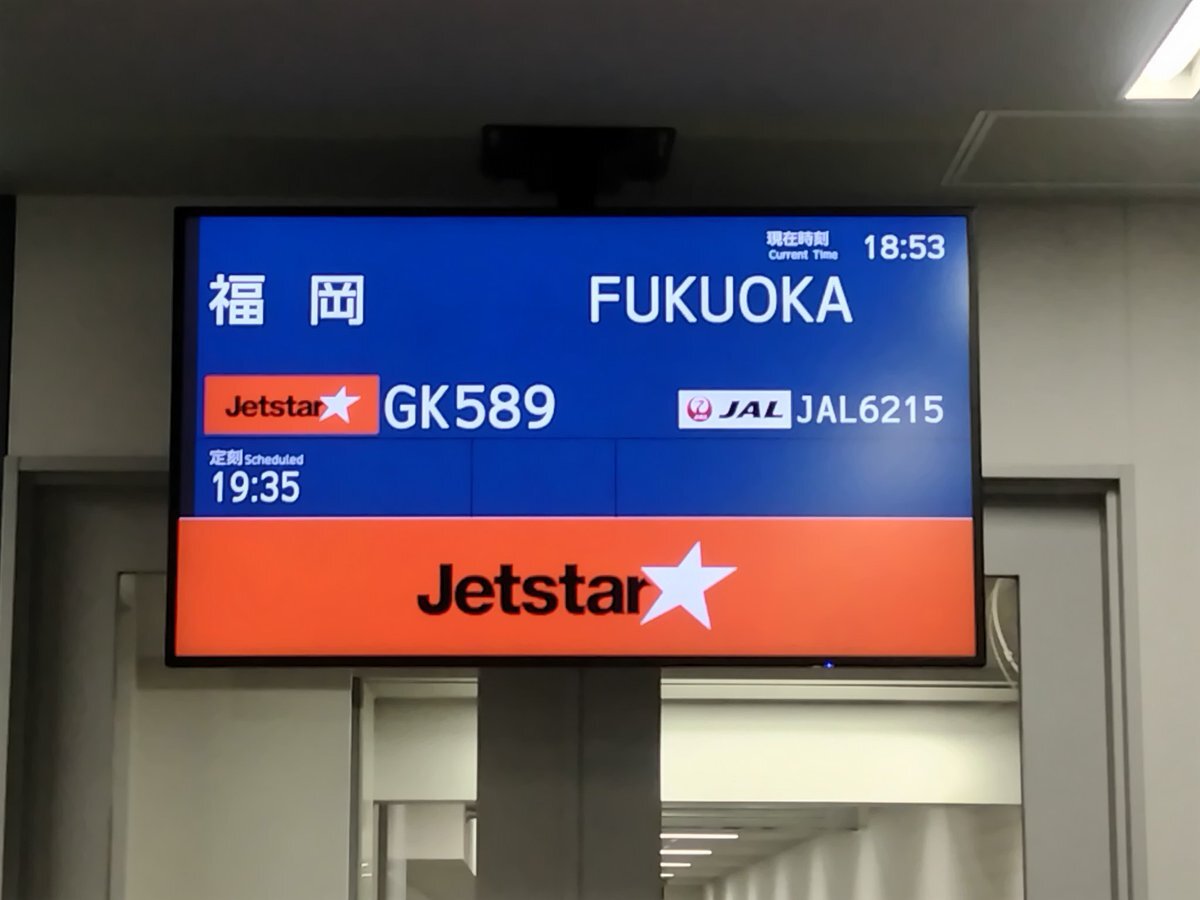 現在時刻
Current Time 18:53
福岡 FUKUOKA
Jetstar GK589 JAL JAL6215
定刻 Scheduled
19:35
Jetstar